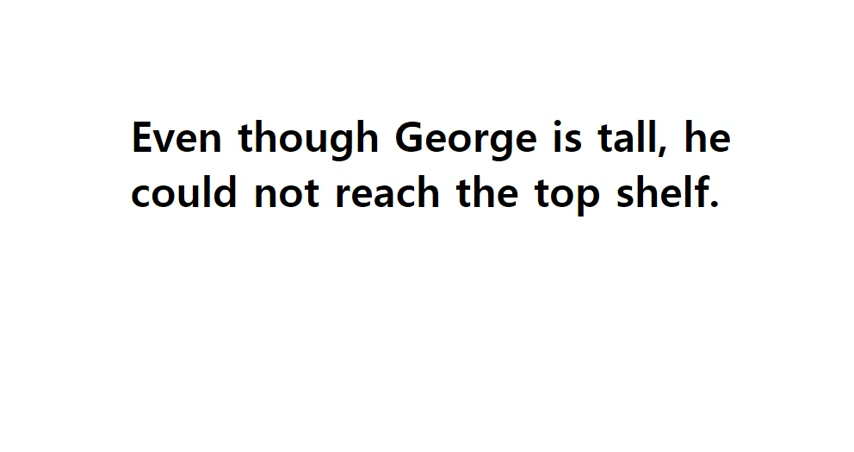 Even though George is tall, he
could not reach the top shelf.